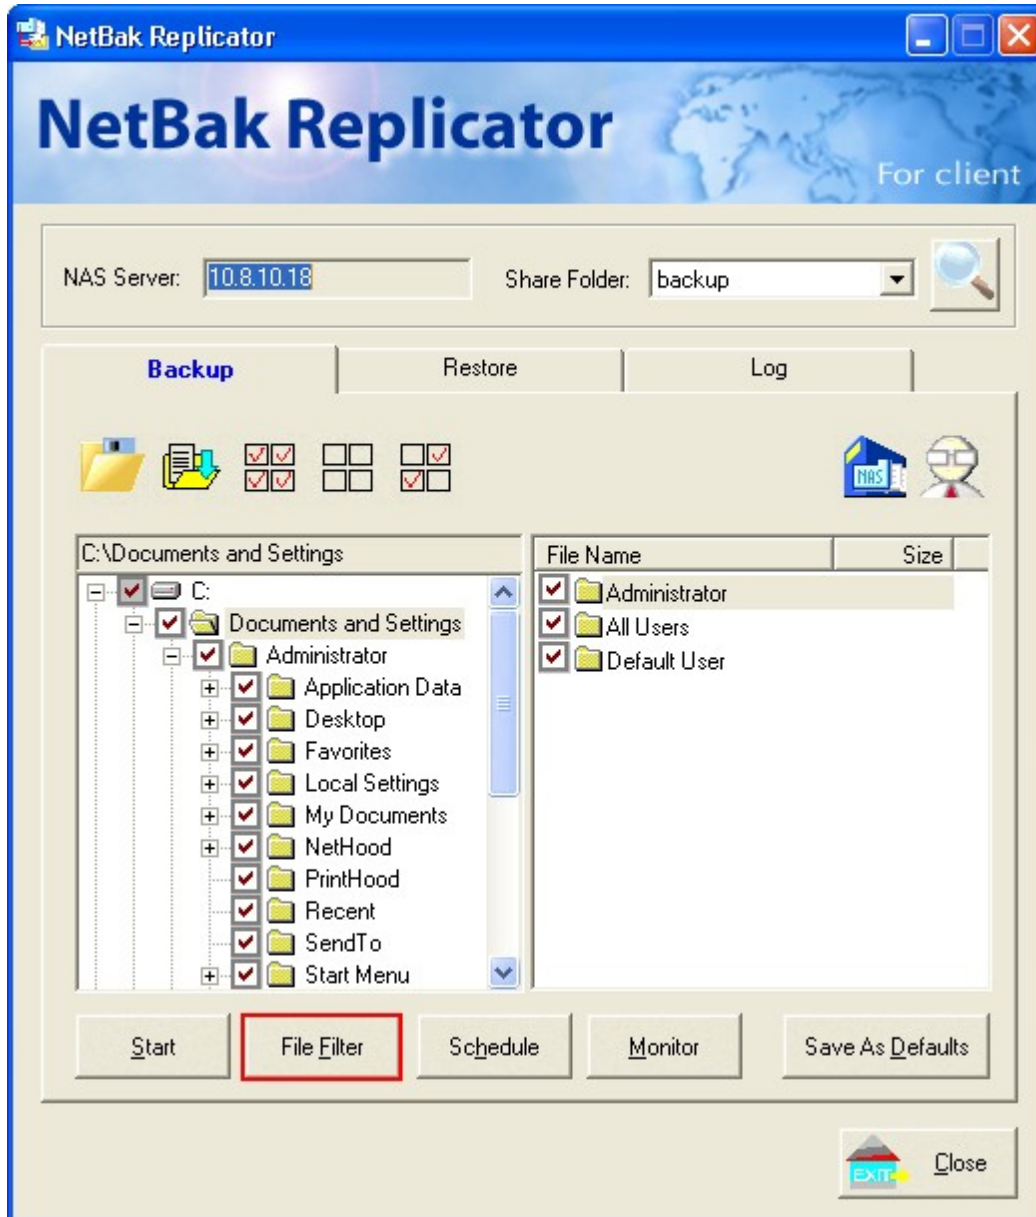 NetBak Replicator
NetBak Replicator
For client
NAS Server: 10.8.10.18 Share Folder: backup
Backup Restore Log
NAS
C:\Documents and Settings
C:
Documents and Settings
Administrator
Application Data
Desktop
Favorites
Local Settings
My Documents
NetHood
PrintHood
Recent
SendTo
Start Menu
File Name Size
Administrator
All Users
Default User
Start File Filter Schedule Monitor Save As Defaults
EXIT Close